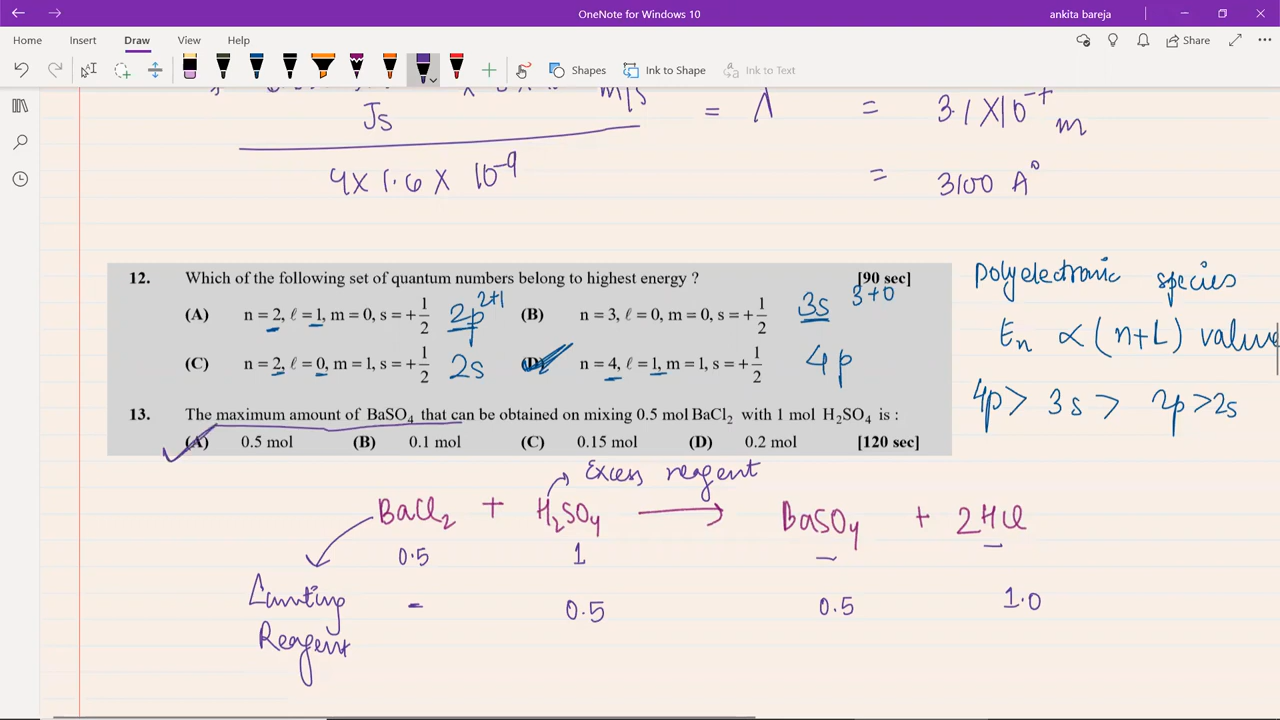 OneNote for Windows 10
ankita bareja
Home Insert Draw View Help
Share
Shapes
Ink to Shape
Ink to Text
m/s
Js
= λ = 3.1 X10⁻⁷ m
4X 1.6 X 10⁻⁹
= 3100 A°
12. Which of the following set of quantum numbers belong to highest energy ? [90 sec]
(A) n = 2, ℓ = 1, m = 0, s = +1/2 2p 2+1 (B) n = 3, ℓ = 0, m = 0, s = +1/2 3s 3+0
(C) n = 2, ℓ = 0, m = 1, s = +1/2 2s (D) n = 4, ℓ = 1, m = 1, s = +1/2 4p
polyelectronic species
En ∝ (n+L) value
4p > 3s > 2p > 2s
13. The maximum amount of BaSO₄ that can be obtained on mixing 0.5 mol BaCl₂ with 1 mol H₂SO₄ is :
(A) 0.5 mol (B) 0.1 mol (C) 0.15 mol (D) 0.2 mol [120 sec]
Excess reagent
BaCl₂ + H₂SO₄ → BaSO₄ + 2HCl
0.5 1 – –
Limiting Reagent
- 0.5 0.5 1.0